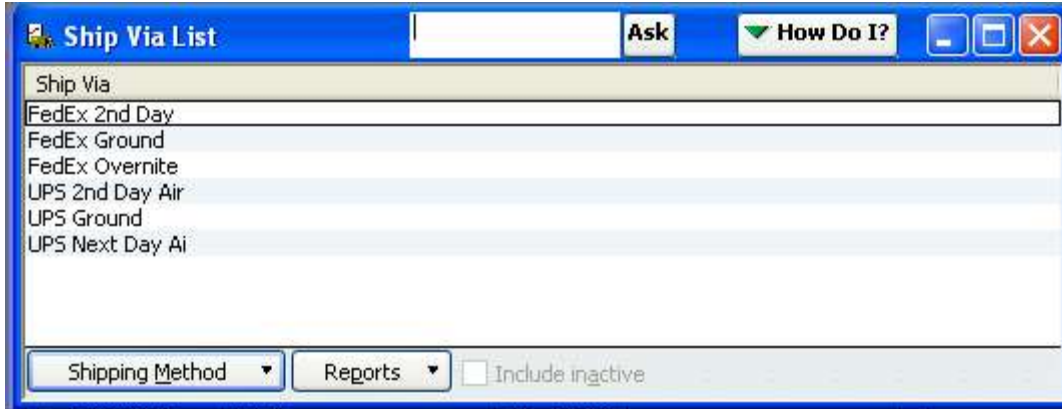 Ship Via List Ask How Do I?
Ship Via
FedEx 2nd Day
FedEx Ground
FedEx Overnite
UPS 2nd Day Air
UPS Ground
UPS Next Day Ai
Shipping Method Reports Include inactive